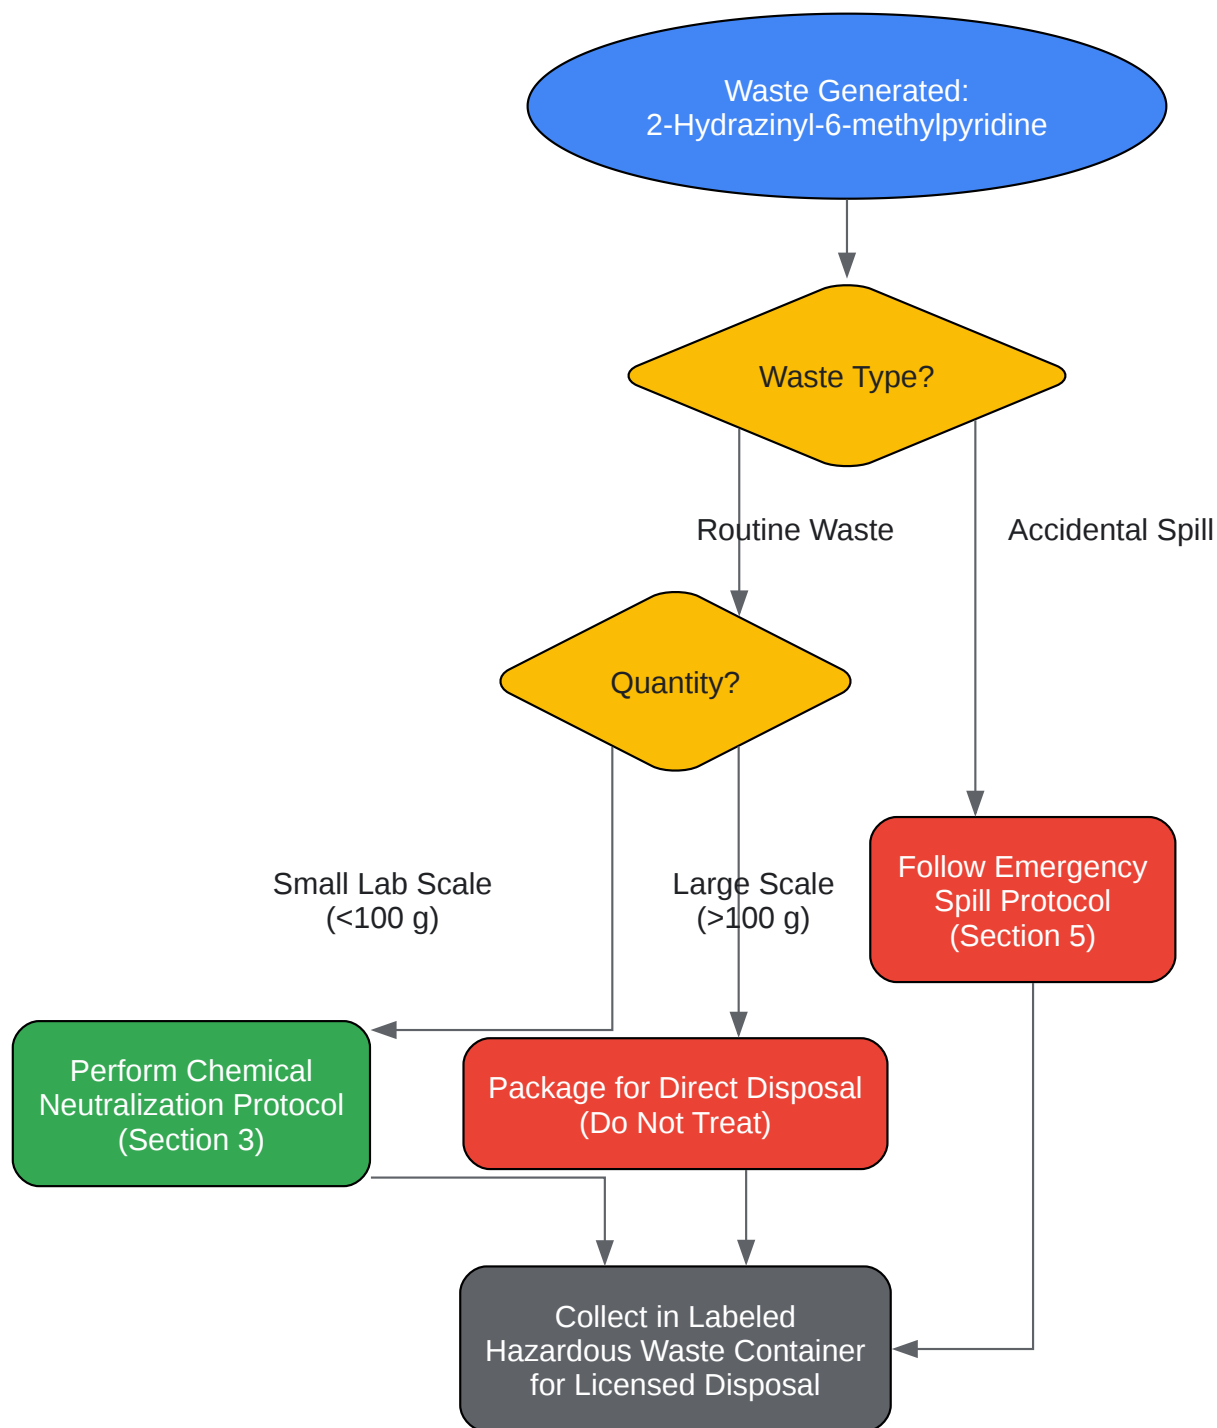 Waste Generated:
2-Hydrazinyl-6-methylpyridine
Waste Type?
Routine Waste
Accidental Spill
Quantity?
Small Lab Scale
(<100 g)
Large Scale
(>100 g)
Follow Emergency
Spill Protocol
(Section 5)
Perform Chemical
Neutralization Protocol
(Section 3)
Package for Direct Disposal
(Do Not Treat)
Collect in Labeled
Hazardous Waste Container
for Licensed Disposal